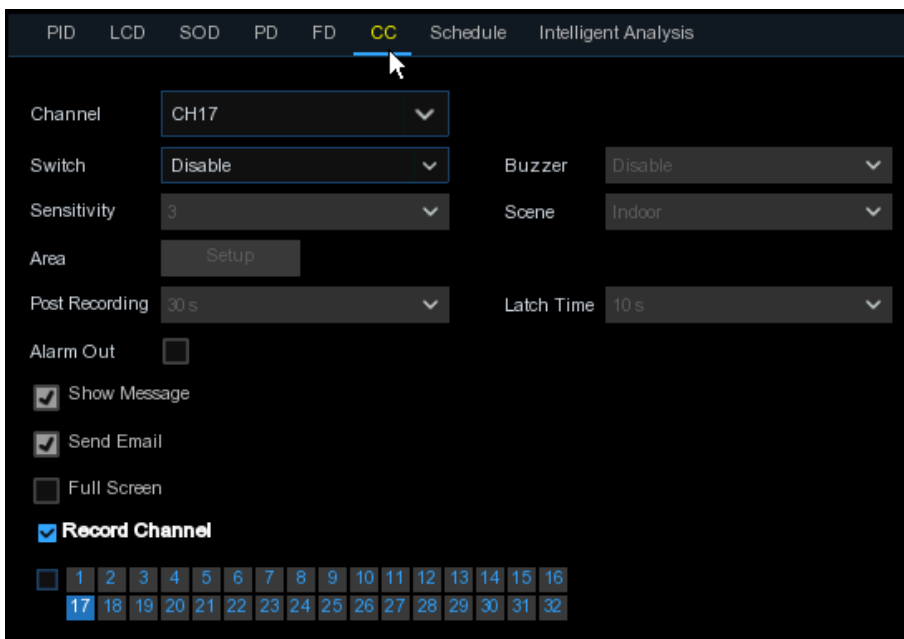 PID LCD SOD PD FD CC Schedule Intelligent Analysis
Channel CH17
Switch Disable Buzzer Disable
Sensitivity 3 Scene Indoor
Area Setup
Post Recording 30 s Latch Time 10 s
Alarm Out
Show Message
Send Email
Full Screen
Record Channel
1 2 3 4 5 6 7 8 9 10 11 12 13 14 15 16
17 18 19 20 21 22 23 24 25 26 27 28 29 30 31 32